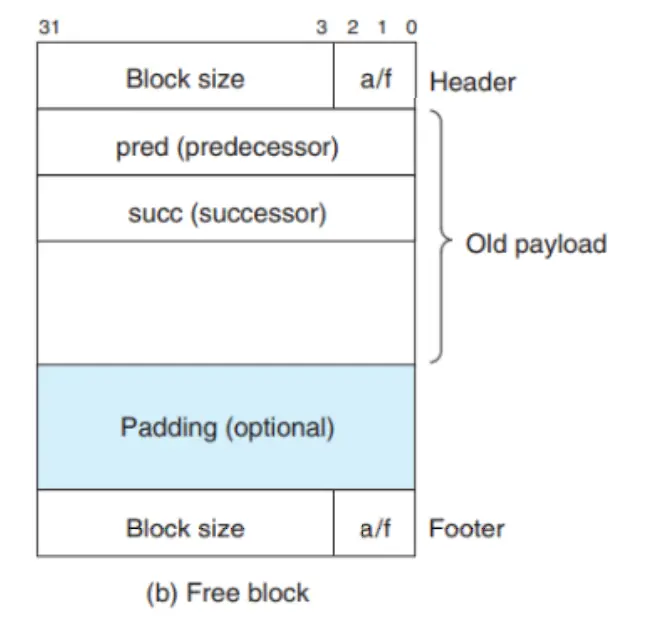 31 3 2 1 0
Block size a/f Header
pred (predecessor)
succ (successor)
Old payload
Padding (optional)
Block size a/f Footer
(b) Free block